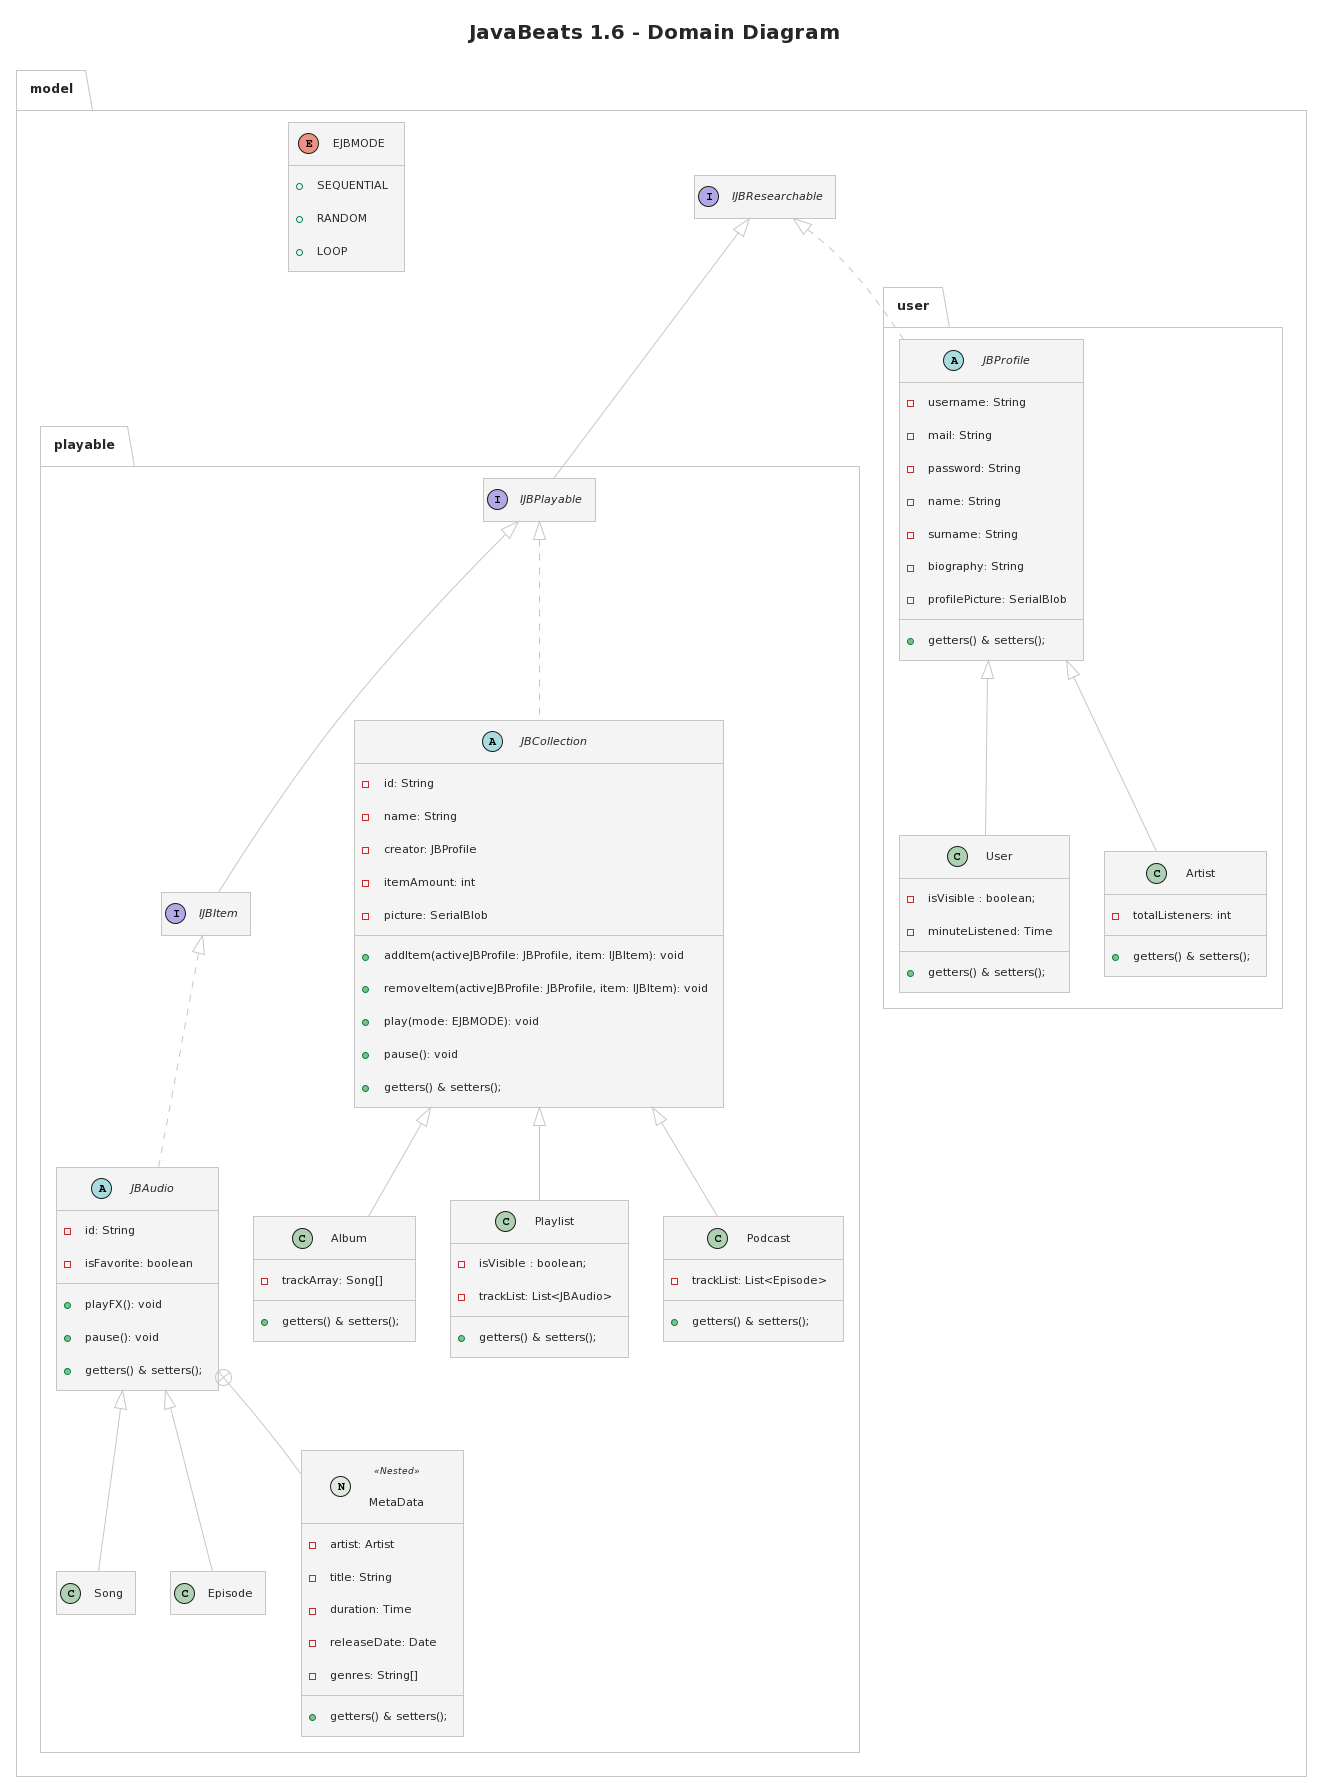 JavaBeats 1.6 - Domain Diagram
model
E EJBMODE
SEQUENTIAL
RANDOM
LOOP
I IJBResearchable
user
A JBProfile
username: String
mail: String
password: String
name: String
surname: String
biography: String
profilePicture: SerialBlob
getters() & setters();
playable
I IJBPlayable
A JBCollection
id: String
name: String
creator: JBProfile
itemAmount: int
picture: SerialBlob
addItem(activeJBProfile: JBProfile, item: IJBItem): void
removeItem(activeJBProfile: JBProfile, item: IJBItem): void
play(mode: EJBMODE): void
pause(): void
getters() & setters();
C User
isVisible : boolean;
minuteListened: Time
getters() & setters();
C Artist
totalListeners: int
getters() & setters();
I IJBItem
A JBAudio
id: String
isFavorite: boolean
playFX(): void
pause(): void
getters() & setters();
C Album
trackArray: Song[]
getters() & setters();
C Playlist
isVisible : boolean;
trackList: List<JBAudio>
getters() & setters();
C Podcast
trackList: List<Episode>
getters() & setters();
«Nested»
N MetaData
artist: Artist
title: String
duration: Time
releaseDate: Date
genres: String[]
getters() & setters();
C Song
C Episode